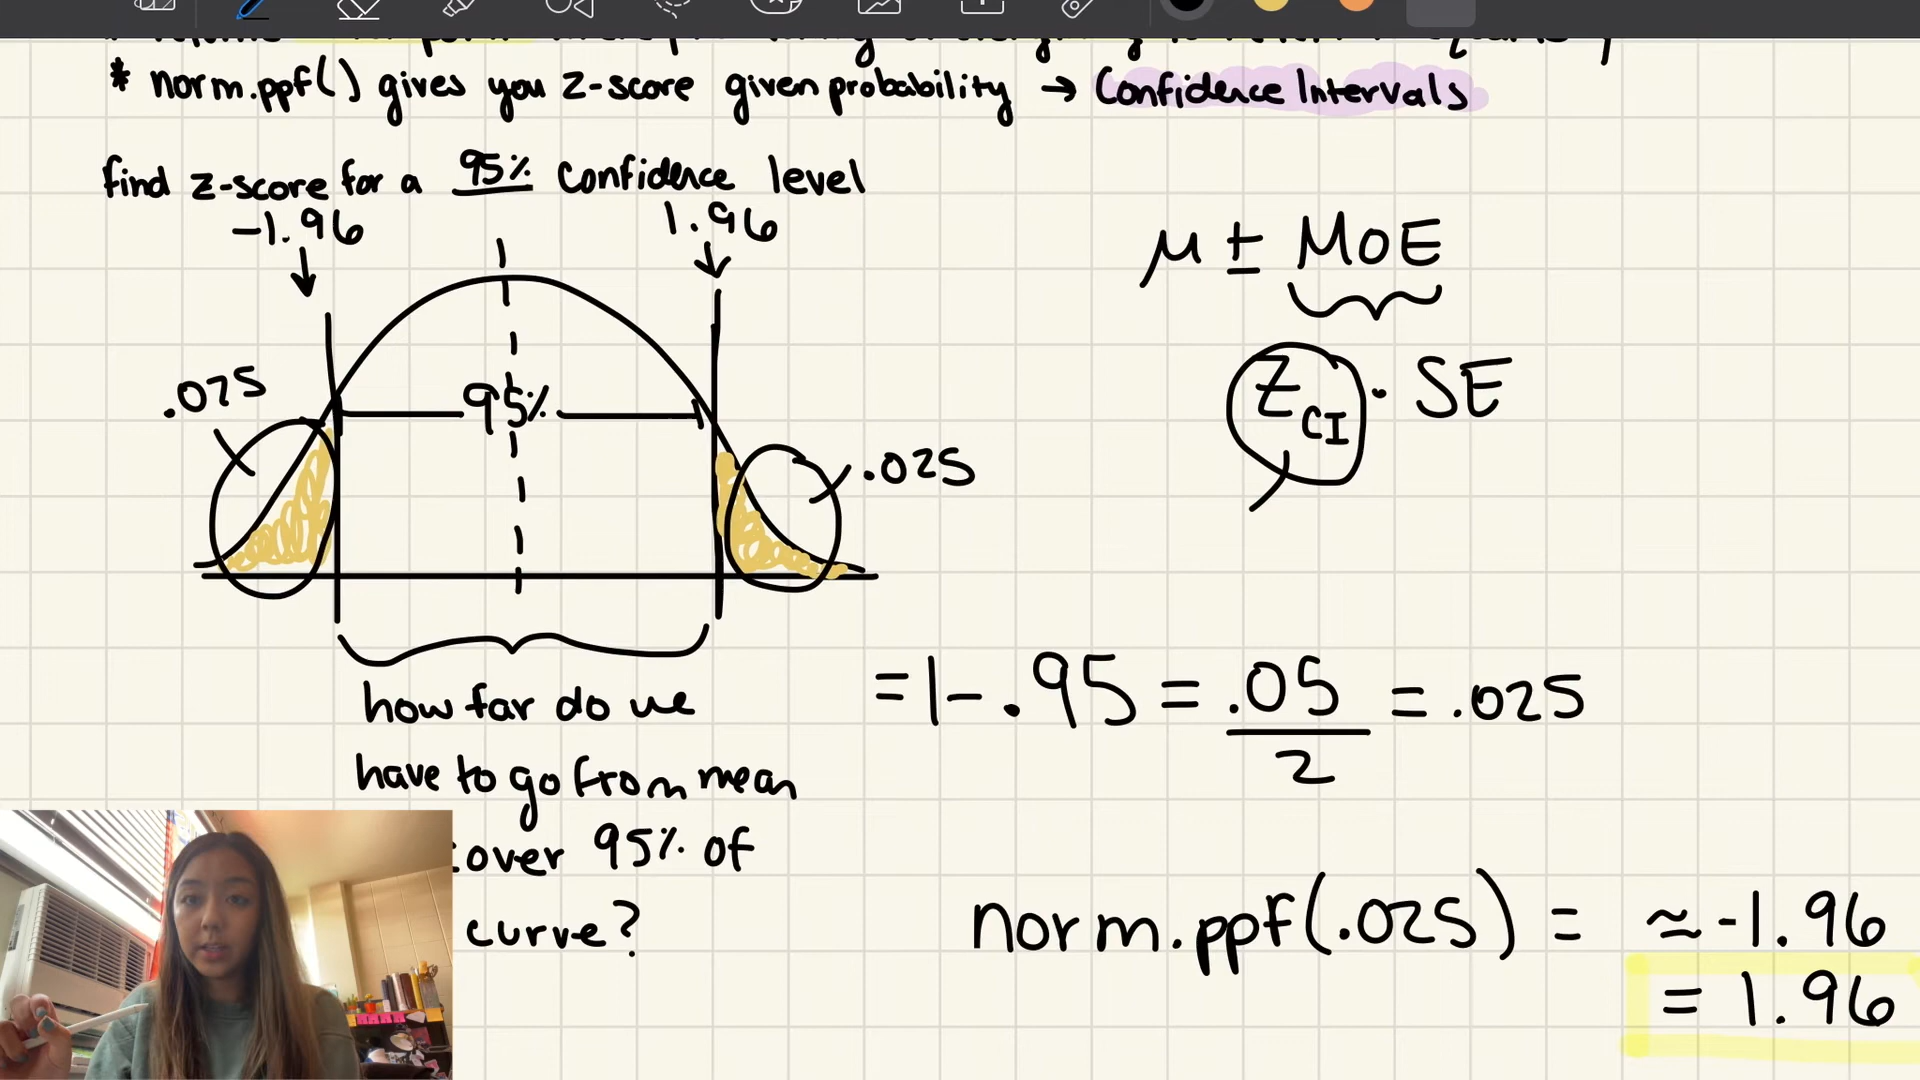 * norm.ppf() gives you z-score given probability → Confidence Intervals
find z-score for a 95% confidence level
-1.96
1.96
μ ± MOE
Z CI · SE
.025
95%
.025
how far do we
have to go from mean
cover 95% of
curve?
= 1 - .95 = .05 / 2 = .025
norm.ppf(.025) = ≈ -1.96
= 1.96